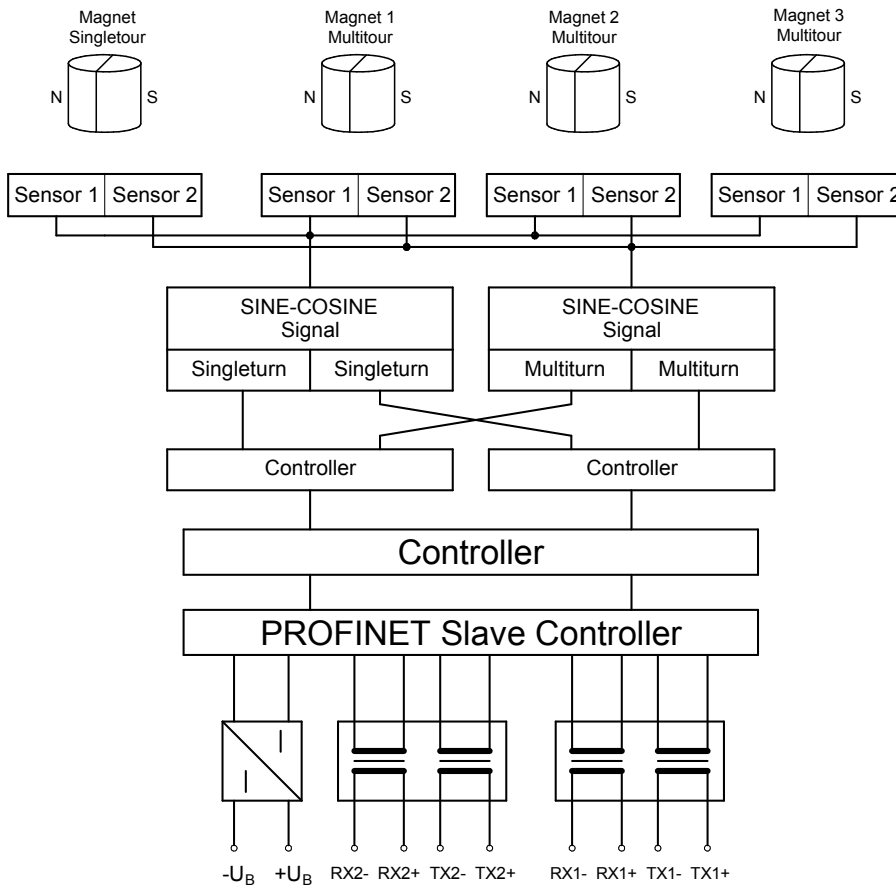 Magnet
Singletour
Magnet 1
Multitour
Magnet 2
Multitour
Magnet 3
Multitour
N S N S N S N S
Sensor 1 Sensor 2 Sensor 1 Sensor 2 Sensor 1 Sensor 2 Sensor 1 Sensor 2
SINE-COSINE
Signal
SINE-COSINE
Signal
Singleturn Singleturn Multiturn Multiturn
Controller Controller
Controller
PROFINET Slave Controller
-UB +UB RX2- RX2+ TX2- TX2+ RX1- RX1+ TX1- TX1+